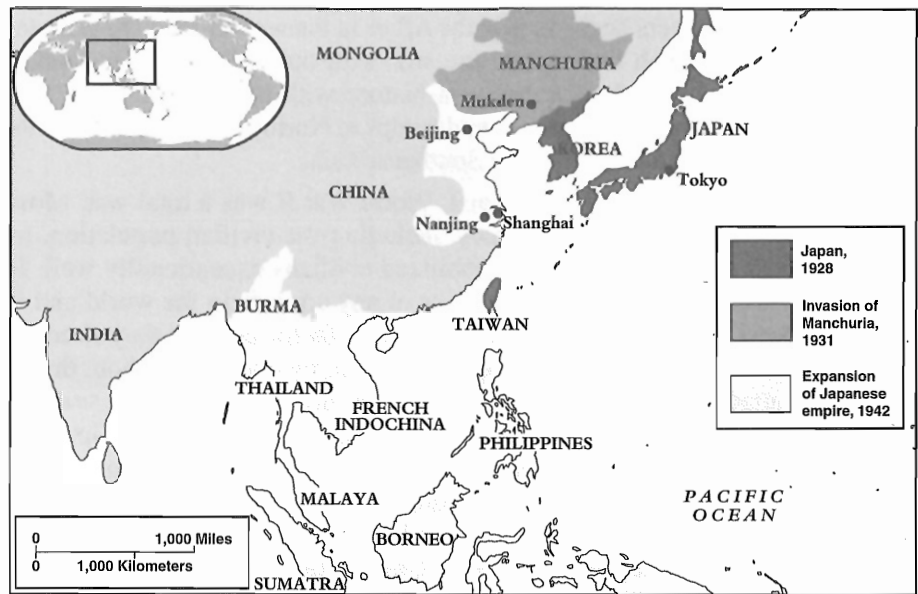 MONGOLIA
MANCHURIA
Mukden
Beijing
KOREA
JAPAN
Tokyo
CHINA
Nanjing
Shanghai
Japan,
1928
Invasion of
Manchuria,
1931
Expansion
of Japanese
empire, 1942
BURMA
TAIWAN
INDIA
THAILAND
FRENCH
INDOCHINA
PHILIPPINES
MALAYA
PACIFIC
OCEAN
BORNEO
SUMATRA
0 1,000 Miles
0 1,000 Kilometers